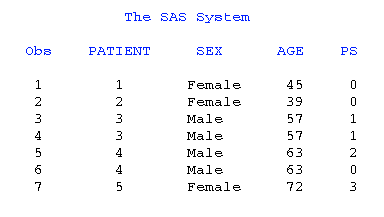 The SAS System
Obs PATIENT SEX AGE PS
1 1 Female 45 0
2 2 Female 39 0
3 3 Male 57 1
4 3 Male 57 1
5 4 Male 63 2
6 4 Male 63 0
7 5 Female 72 3